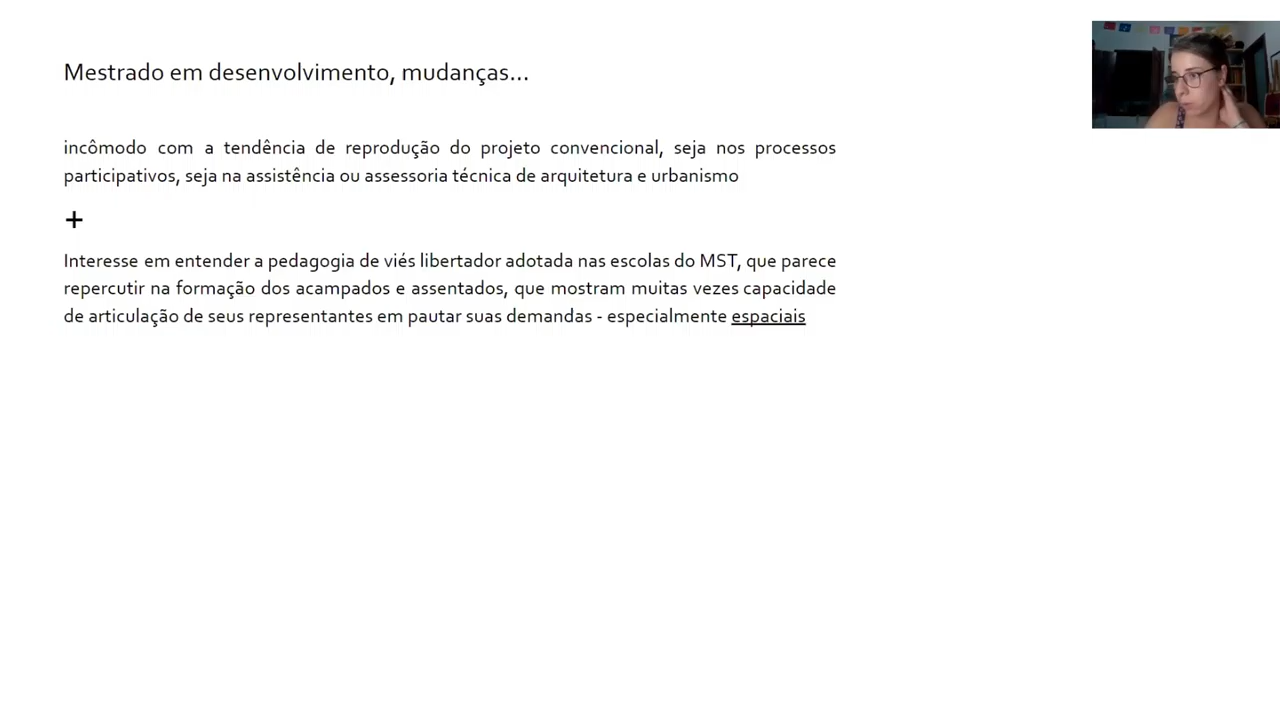 Mestrado em desenvolvimento, mudanças...
incômodo com a tendência de reprodução do projeto convencional, seja nos processos
participativos, seja na assistência ou assessoria técnica de arquitetura e urbanismo
+
Interesse em entender a pedagogia de viés libertador adotada nas escolas do MST, que parece
repercutir na formação dos acampados e assentados, que mostram muitas vezes capacidade
de articulação de seus representantes em pautar suas demandas - especialmente espaciais